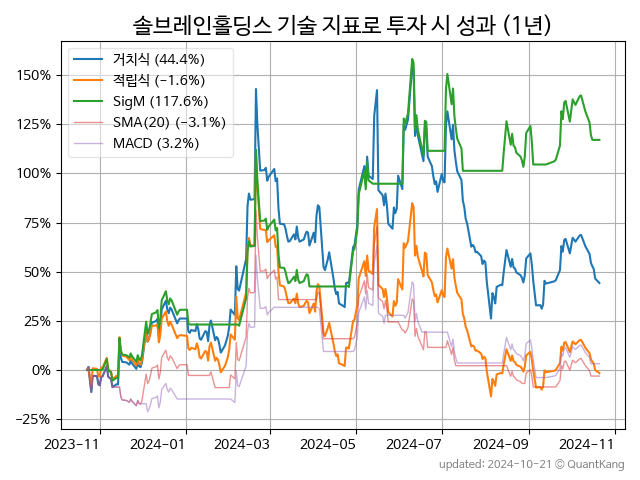 솔브레인홀딩스 기술 지표로 투자 시 성과 (1년)
거치식 (44.4%)
적립식 (−1.6%)
SigM (117.6%)
SMA(20) (−3.1%)
MACD (3.2%)
150%
125%
100%
75%
50%
25%
0%
−25%
2023-11 2024-01 2024-03 2024-05 2024-07 2024-09 2024-11
updated: 2024-10-21 © QuantKang